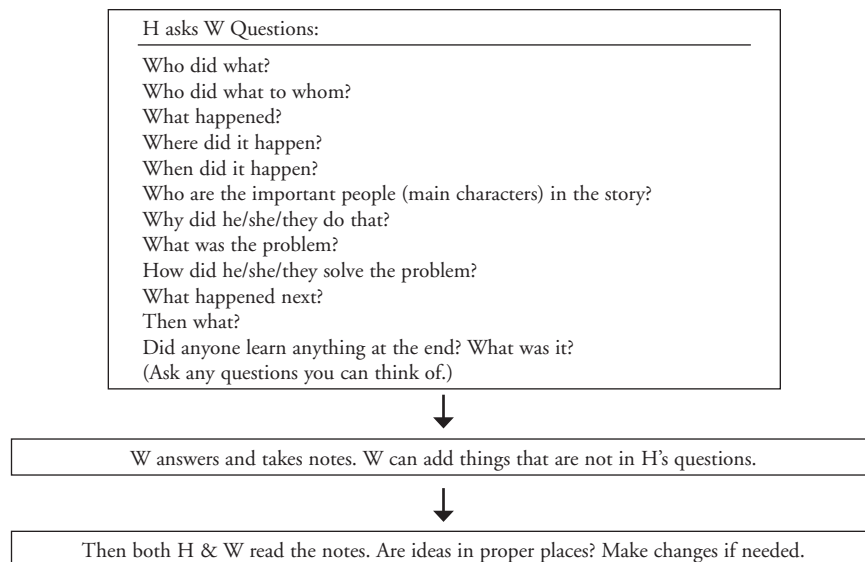 H asks W Questions:
Who did what?
Who did what to whom?
What happened?
Where did it happen?
When did it happen?
Who are the important people (main characters) in the story?
Why did he/she/they do that?
What was the problem?
How did he/she/they solve the problem?
What happened next?
Then what?
Did anyone learn anything at the end? What was it?
(Ask any questions you can think of.)
W answers and takes notes. W can add things that are not in H’s questions.
Then both H & W read the notes. Are ideas in proper places? Make changes if needed.